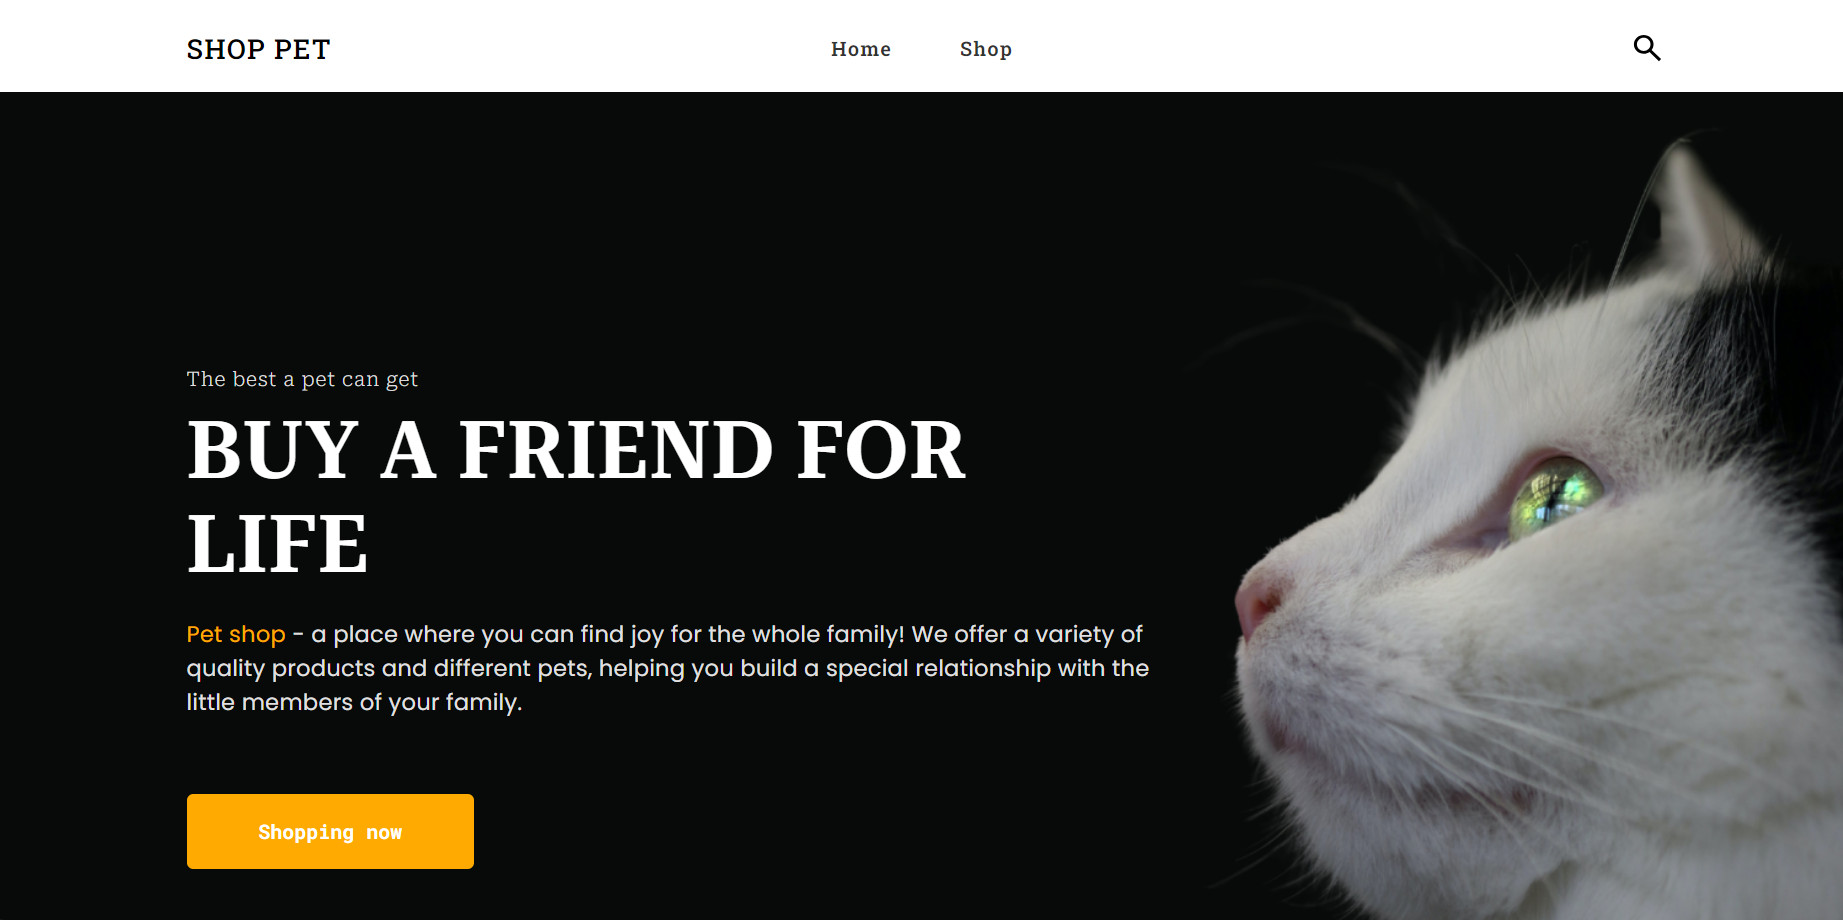 SHOP PET
Home
Shop
The best a pet can get
BUY A FRIEND FOR
LIFE
Pet shop - a place where you can find joy for the whole family! We offer a variety of
quality products and different pets, helping you build a special relationship with the
little members of your family.
Shopping now